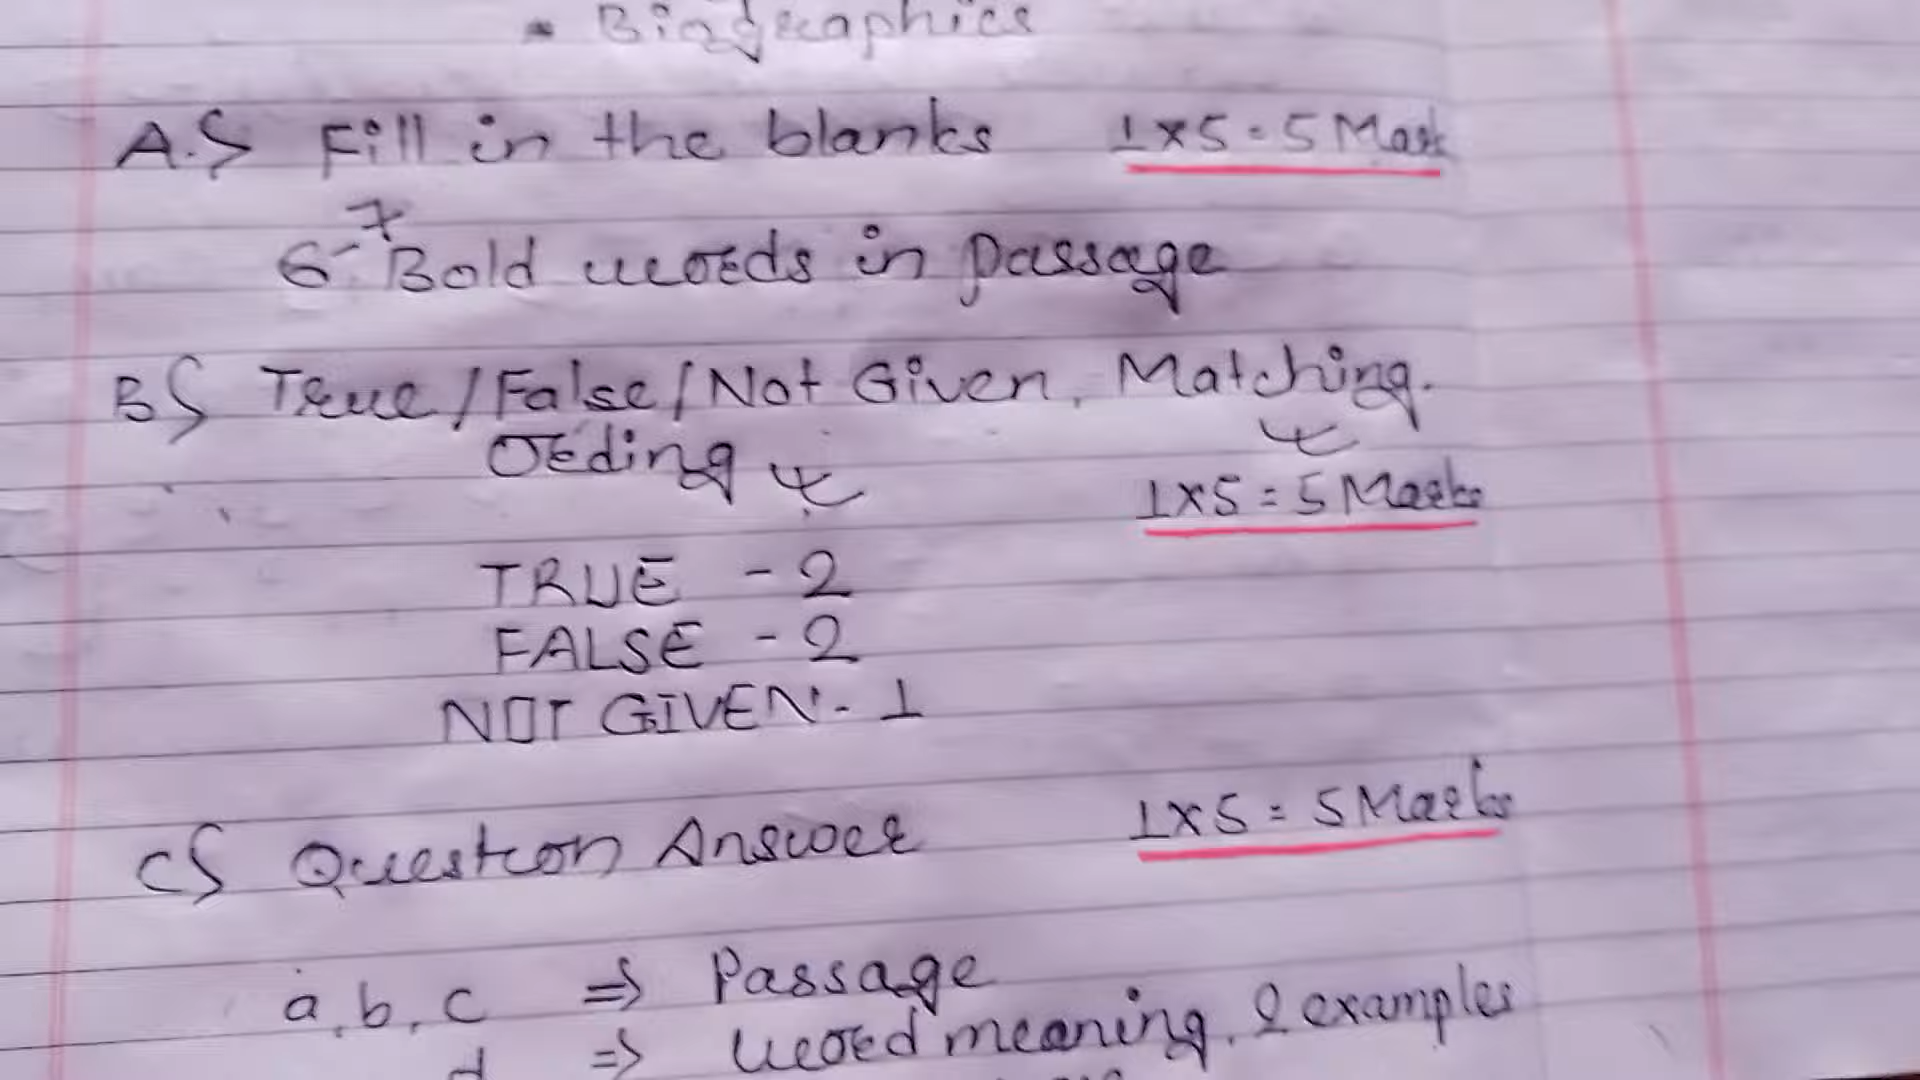 • Biographies
A.> Fill in the blanks 1x5=5 Mark
6-7 Bold words in passage
B> True/False/Not Given, Matching.
Ording
1x5=5 Marks
TRUE - 2
FALSE - 2
NOT GIVEN - 1
C> Question Answer 1x5=5 Marks
a, b, c => Passage
d => word meaning, 2 examples